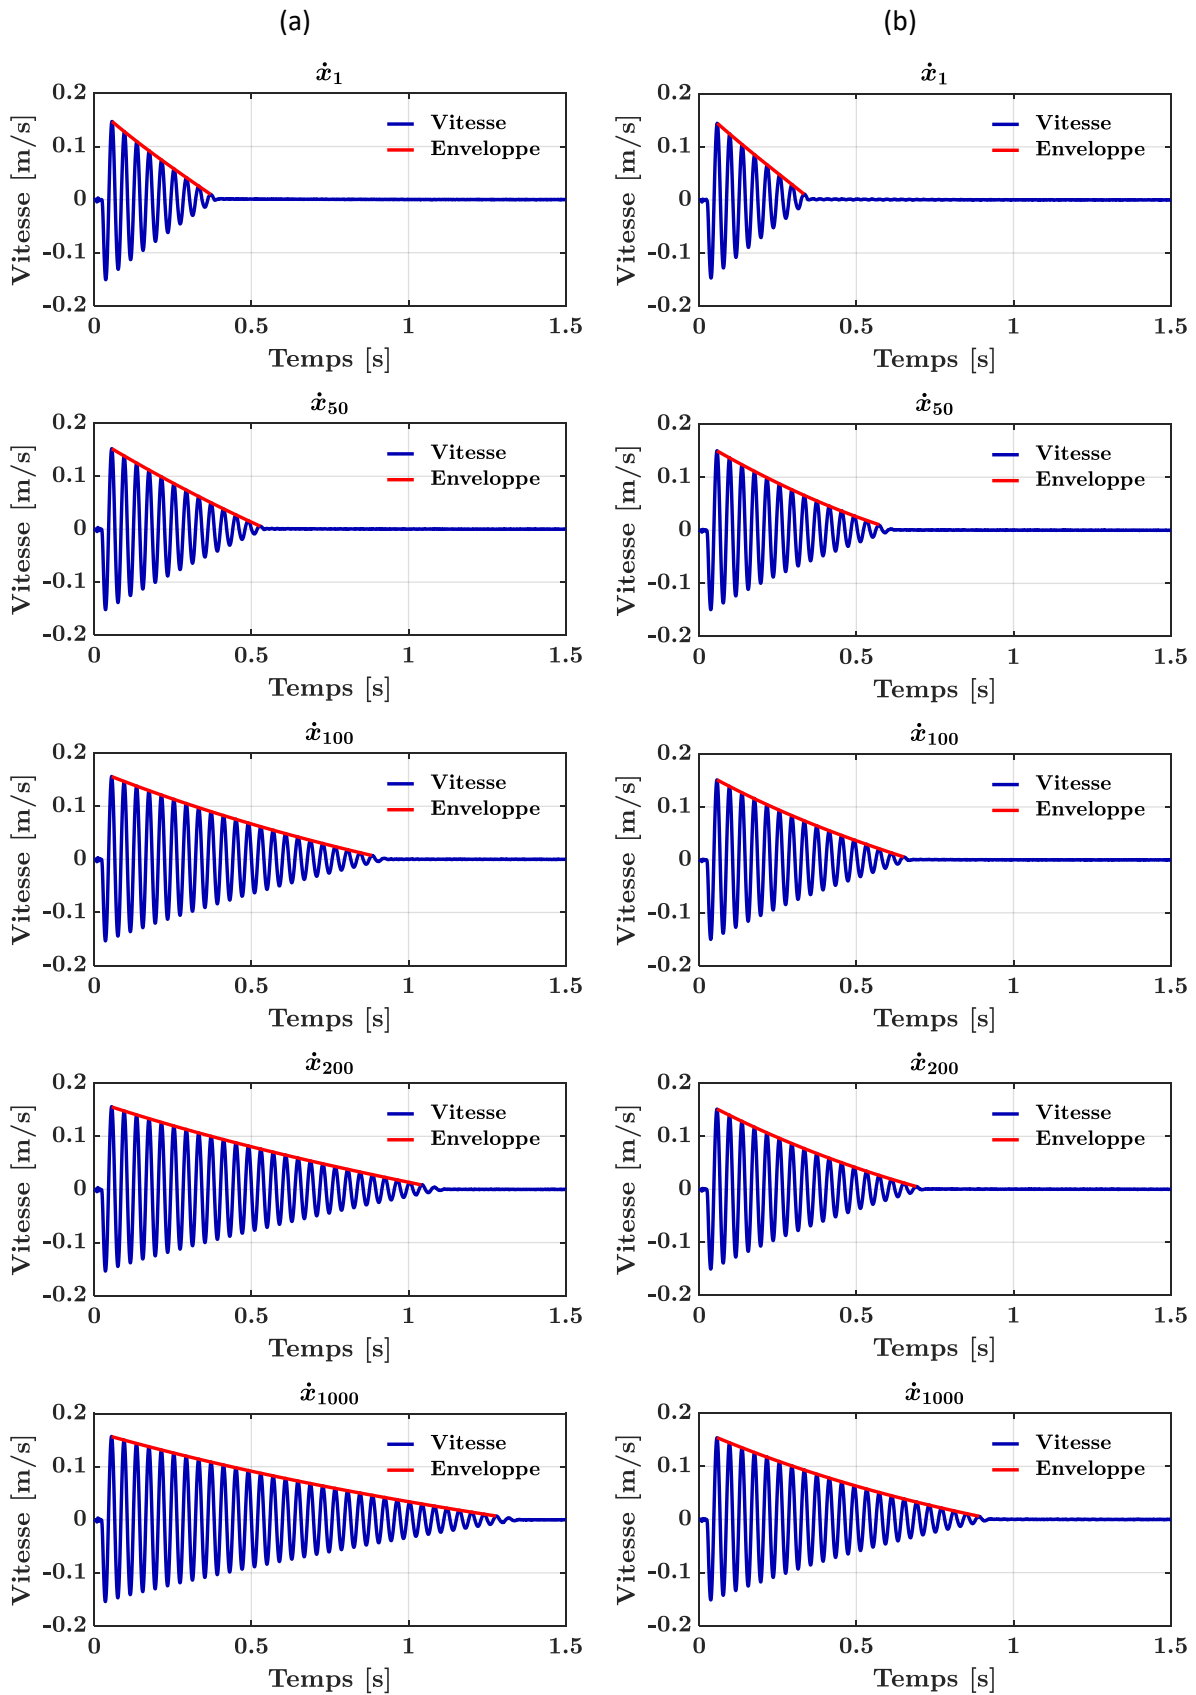 (a)
(b)
ẋ₁
0.2
0.1
0
-0.1
-0.2
Vitesse [m/s]
Vitesse
Enveloppe
0 0.5 1 1.5
Temps [s]
ẋ₁
0.2
0.1
0
-0.1
-0.2
Vitesse [m/s]
Vitesse
Enveloppe
0 0.5 1 1.5
Temps [s]
ẋ₅₀
0.2
0.1
0
-0.1
-0.2
Vitesse [m/s]
Vitesse
Enveloppe
0 0.5 1 1.5
Temps [s]
ẋ₅₀
0.2
0.1
0
-0.1
-0.2
Vitesse [m/s]
Vitesse
Enveloppe
0 0.5 1 1.5
Temps [s]
ẋ₁₀₀
0.2
0.1
0
-0.1
-0.2
Vitesse [m/s]
Vitesse
Enveloppe
0 0.5 1 1.5
Temps [s]
ẋ₁₀₀
0.2
0.1
0
-0.1
-0.2
Vitesse [m/s]
Vitesse
Enveloppe
0 0.5 1 1.5
Temps [s]
ẋ₂₀₀
0.2
0.1
0
-0.1
-0.2
Vitesse [m/s]
Vitesse
Enveloppe
0 0.5 1 1.5
Temps [s]
ẋ₂₀₀
0.2
0.1
0
-0.1
-0.2
Vitesse [m/s]
Vitesse
Enveloppe
0 0.5 1 1.5
Temps [s]
ẋ₁₀₀₀
0.2
0.1
0
-0.1
-0.2
Vitesse [m/s]
Vitesse
Enveloppe
0 0.5 1 1.5
Temps [s]
ẋ₁₀₀₀
0.2
0.1
0
-0.1
-0.2
Vitesse [m/s]
Vitesse
Enveloppe
0 0.5 1 1.5
Temps [s]